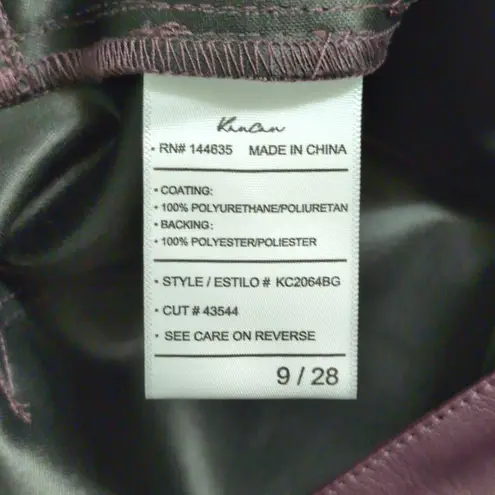 KanCan
• RN# 144635 MADE IN CHINA
• COATING:
• 100% POLYURETHANE/POLIURETAN
• BACKING:
• 100% POLYESTER/POLIESTER
• STYLE / ESTILO # KC2064BG
• CUT # 43544
• SEE CARE ON REVERSE
9 / 28